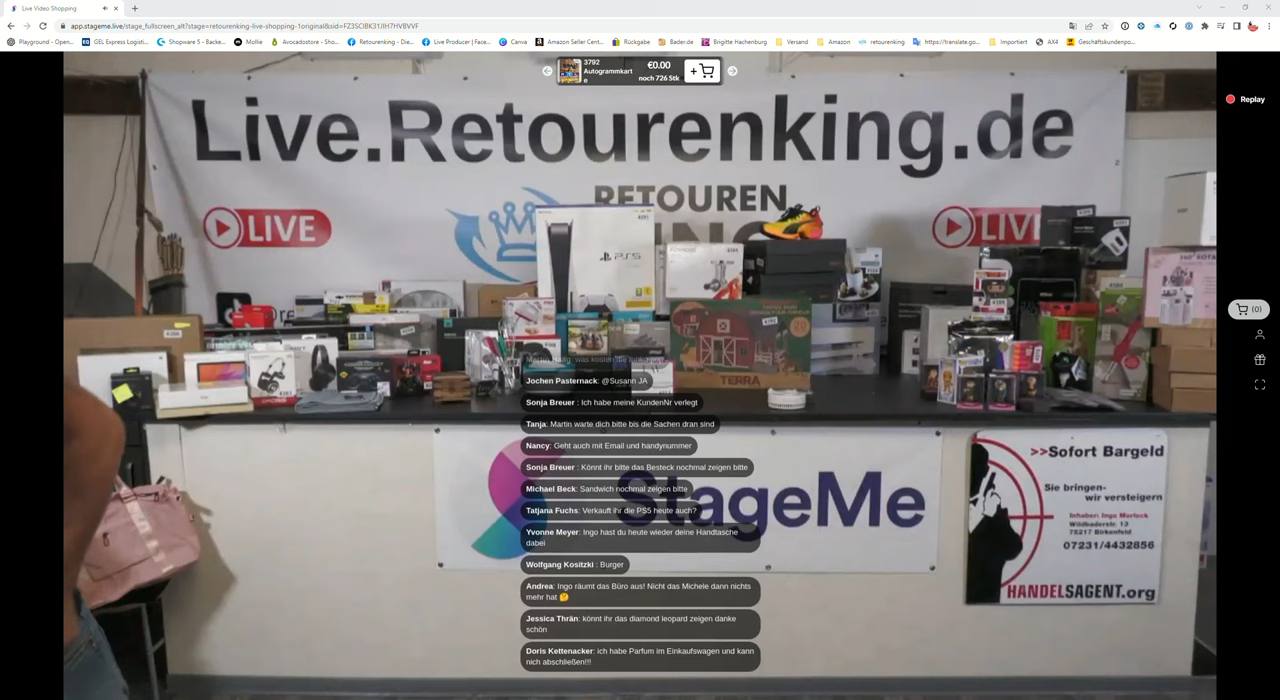 Live Video Shopping
app.stageme.live/stage_fullscreen_alt?stage=retourenking-live-shopping-1original&sid=FZ3SCIBK31JIH7HVBVVF
Playground - Open... GEL Express Logisti... Shopware 5 - Backe... Mollie Avocadostore - Sho... Retourenking - Die... Live Producer | Face... Canva Amazon Seller Cent... Rückgabe Bader.de Brigitte Hachenburg Versand Amazon retourenking https://translate.go... Importiert AX4 Geschäftskundenpo...
3792
Autogrammkart
e
€0.00
noch 726 Stk
+
Replay
Live.Retourenking.de
RETOUREN
LIVE
LIVE
PS5
TERRA
(0)
Jochen Pasternack: @Susann JA
Sonja Breuer : Ich habe meine KundenNr verlegt
Tanja: Martin warte dich bitte bis die Sachen dran sind
Nancy: Geht auch mit Email und handynummer
Sonja Breuer : Könnt ihr bitte das Besteck nochmal zeigen bitte
Michael Beck: Sandwich nochmal zeigen bitte
Tatjana Fuchs: Verkauft ihr die PS5 heute auch?
Yvonne Meyer: Ingo hast du heute wieder deine Handtasche
dabei
Wolfgang Kositzki : Burger
Andrea: Ingo räumt das Büro aus! Nicht das Michele dann nichts
mehr hat 🤔
Jessica Thrän: könnt ihr das diamond leopard zeigen danke
schön
Doris Kettenacker: ich habe Parfum im Einkaufswagen und kann
nich abschließen!!!
StageMe
>>Sofort Bargeld
Sie bringen-
wir versteigern
Inhaber: Ingo Morlock
Wildbaderstr. 13
75217 Birkenfeld
07231/4432856
HANDELSAGENT.org